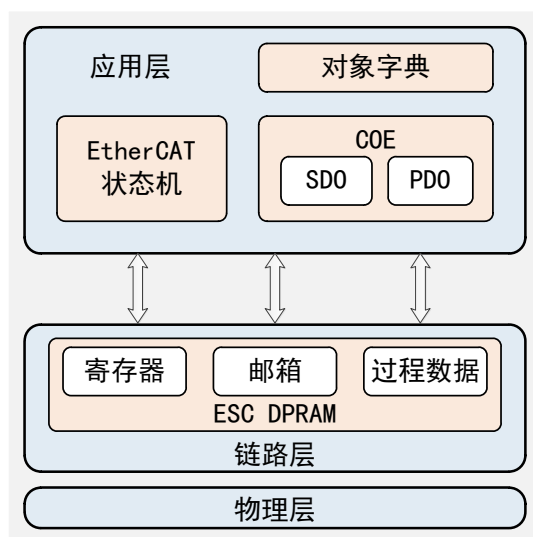 应用层
对象字典
EtherCAT
状态机
COE
SDO
PDO
寄存器
邮箱
过程数据
ESC DPRAM
链路层
物理层